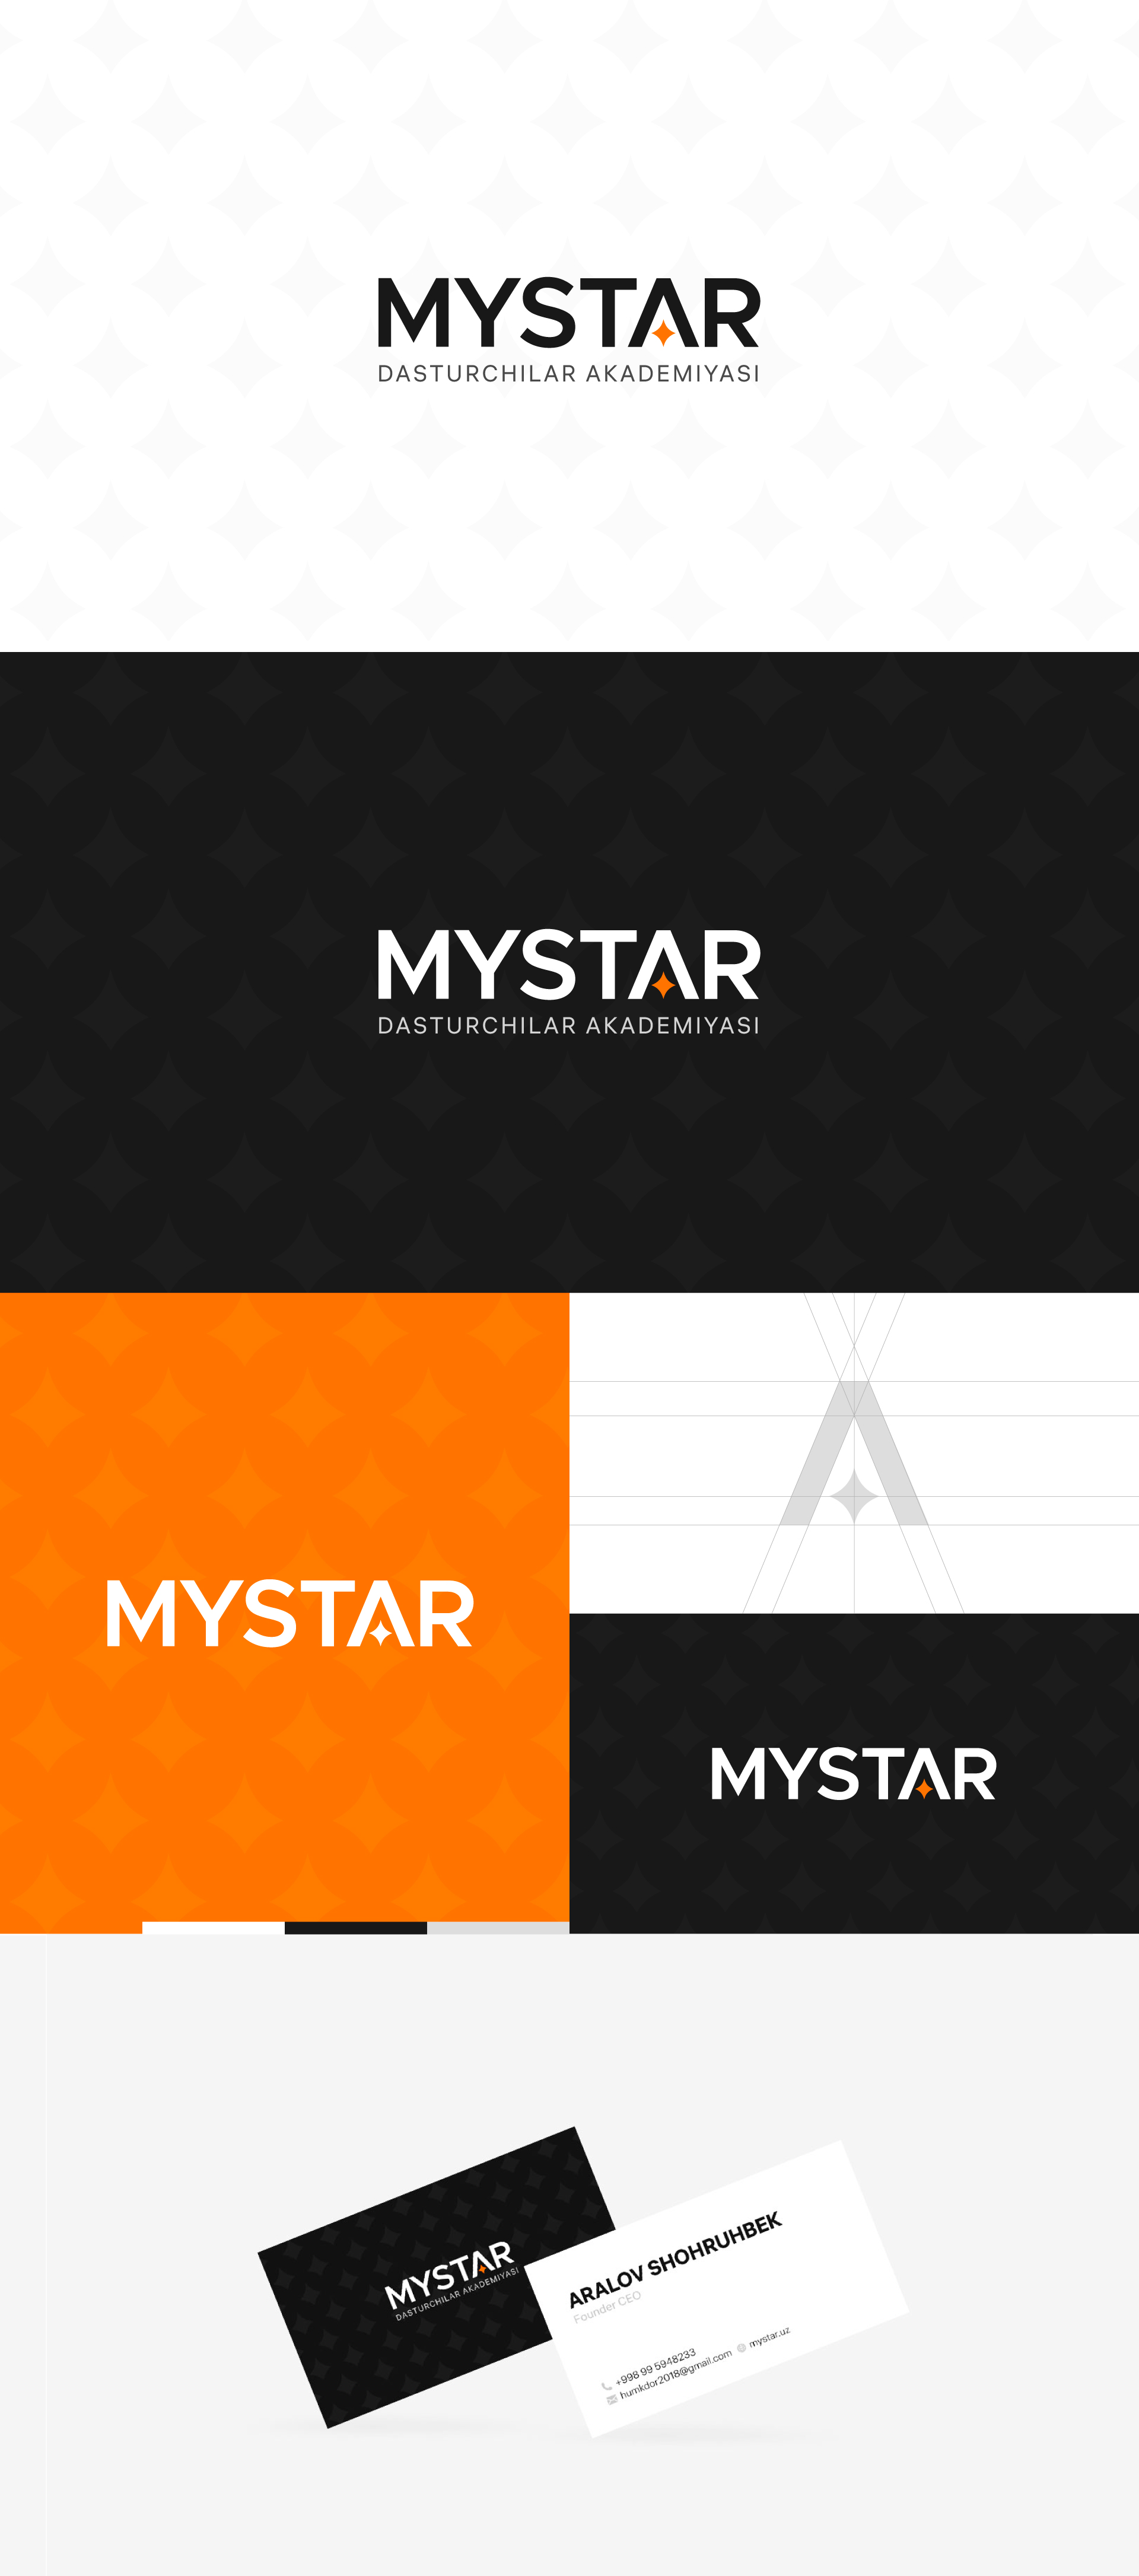 MYSTAR
DASTURCHILAR AKADEMIYASI
MYSTAR
DASTURCHILAR AKADEMIYASI
MYSTAR
MYSTAR
MYSTAR
DASTURCHILAR AKADEMIYASI
ARALOV SHOHRUHBEK
Founder CEO
+998 99 5948233
humkdor2018@gmail.com mystar.uz